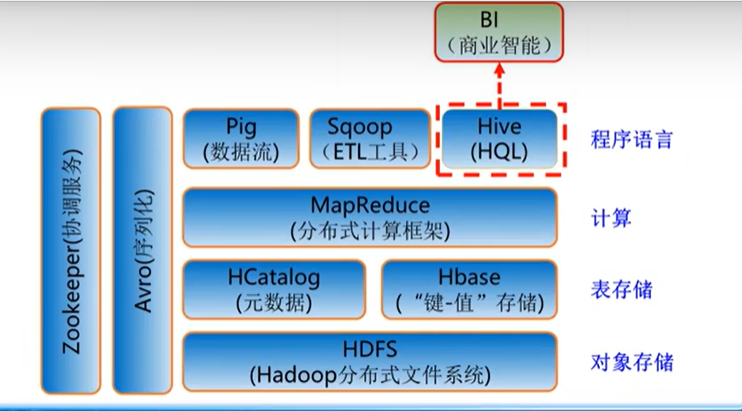 BI
（商业智能）
Pig
(数据流)
Sqoop
（ETL工具）
Hive
(HQL)
程序语言
Zookeeper(协调服务)
Avro(序列化)
MapReduce
(分布式计算框架)
计算
HCatalog
(元数据)
Hbase
(“键-值”存储)
表存储
HDFS
(Hadoop分布式文件系统)
对象存储